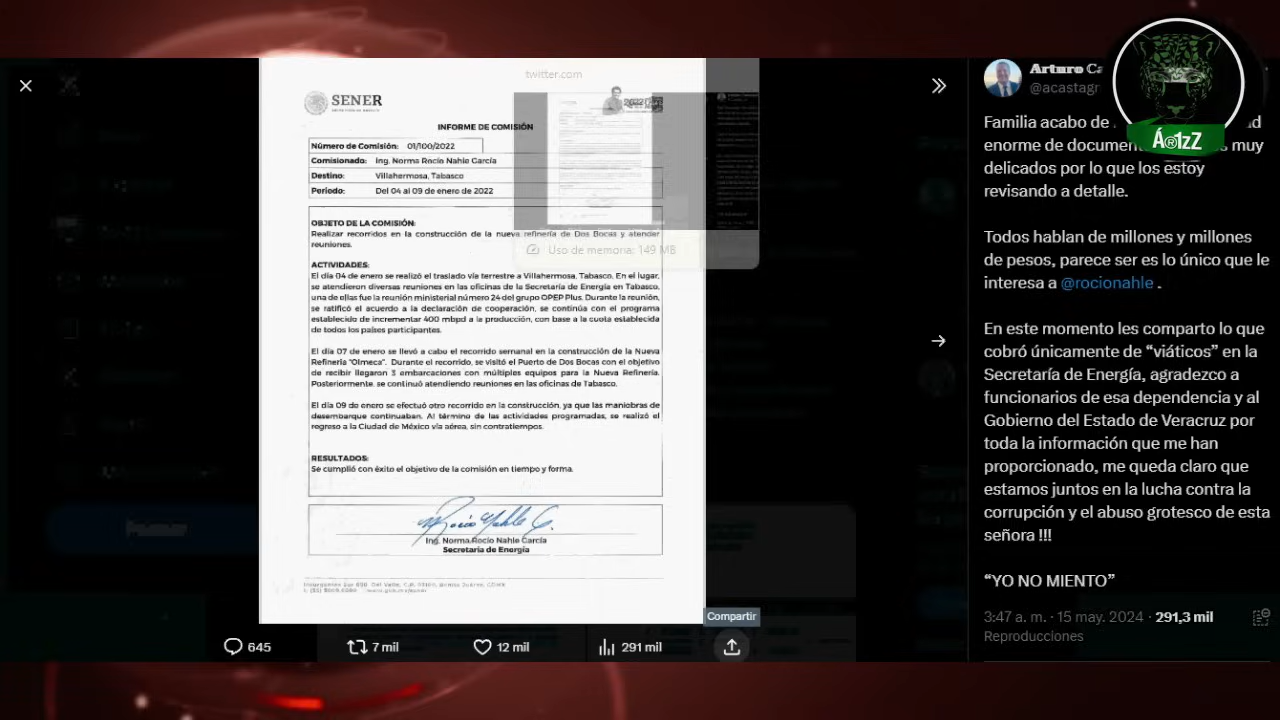 twitter.com
SENER
INFORME DE COMISIÓN
Número de Comisión: 01/100/2022
Comisionado: Ing. Norma Rocío Nahle García
Destino: Villahermosa, Tabasco
Período: Del 04 al 09 de enero de 2022
Uso de memoria: 149 MB
OBJETO DE LA COMISIÓN:
Realizar recorridos en la construcción de la nueva refinería de Dos Bocas y atender
reuniones.
ACTIVIDADES:
El día 04 de enero se realizó el traslado vía terrestre a Villahermosa, Tabasco. En el lugar,
se atendieron diversas reuniones en las oficinas de la Secretaría de Energía en Tabasco,
una de ellas fue la reunión ministerial número 24 del grupo OPEP Plus. Durante la reunión,
se ratificó el acuerdo a la declaración de cooperación, se continúa con el programa
establecido de incrementar 400 mbpd a la producción, con base a la cuota establecida
de todos los países participantes.
El día 07 de enero se llevó a cabo el recorrido semanal en la construcción de la Nueva
Refinería "Olmeca". Durante el recorrido, se visitó el Puerto de Dos Bocas con el objetivo
de recibir llegaron 3 embarcaciones con múltiples equipos para la Nueva Refinería.
Posteriormente, se continuó atendiendo reuniones en las oficinas de Tabasco.
El día 09 de enero se efectuó otro recorrido en la construcción, ya que las maniobras de
desembarque continuaban. Al término de las actividades programadas, se realizó el
regreso a la Ciudad de México vía aérea, sin contratiempos.
RESULTADOS:
Se cumplió con éxito el objetivo de la comisión en tiempo y forma.
Ing. Norma Rocío Nahle García
Secretaria de Energía
Compartir
645
7 mil
12 mil
291 mil
Arturo
@acastagr
Familia acabo de
enorme de
muy
revisando a detalle.
Todos hablan de millones y millones
de pesos, parece ser es lo único que le
interesa a @rocionahle .
En este momento les comparto lo que
cobró únicamente de “viáticos” en la
Secretaría de Energía, agradezco a
funcionarios de esa dependencia y al
Gobierno del Estado de Veracruz por
toda la información que me han
proporcionado, me queda claro que
estamos juntos en la lucha contra la
corrupción y el abuso grotesco de esta
señora !!!
“YO NO MIENTO”
3:47 a. m. · 15 may. 2024 · 291,3 mil
Reproducciones